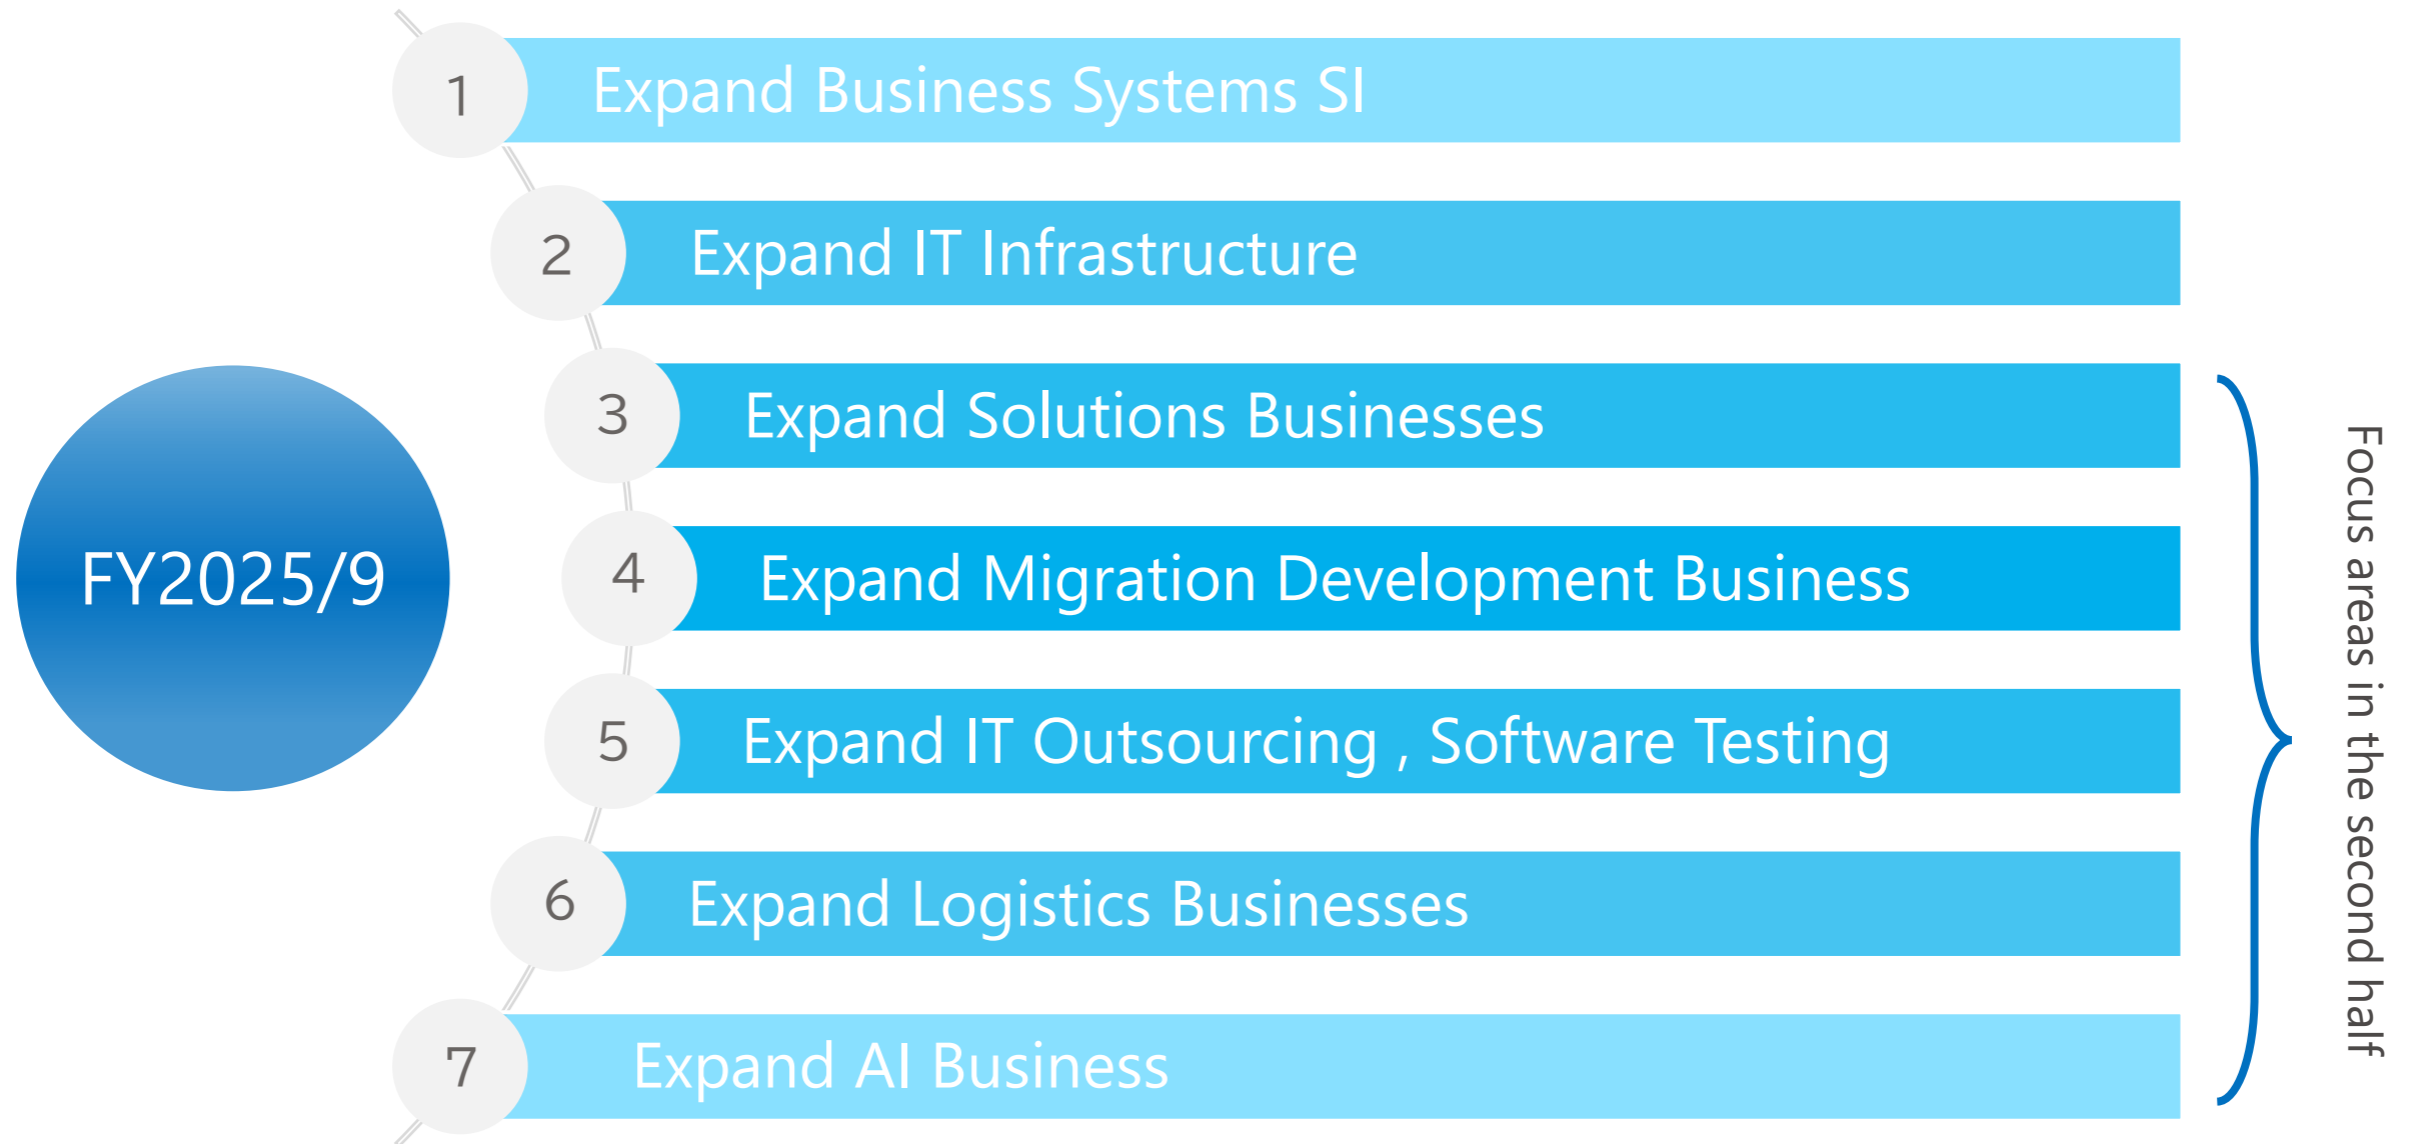 FY2025/9
1
Expand Business Systems SI
2
Expand IT Infrastructure
3
Expand Solutions Businesses
4
Expand Migration Development Business
5
Expand IT Outsourcing , Software Testing
6
Expand Logistics Businesses
7
Expand AI Business
Focus areas in the second half